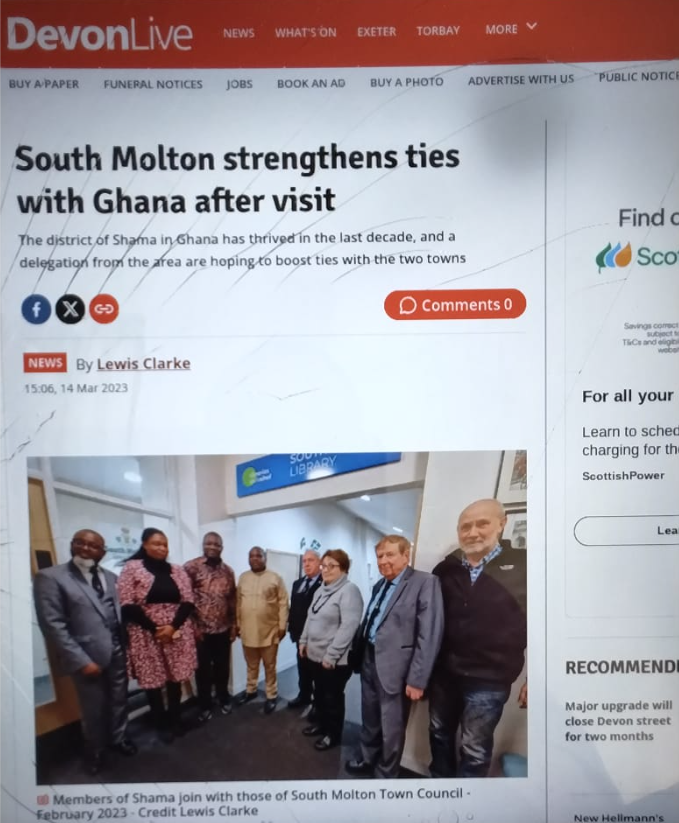 DevonLive
NEWS WHAT'S ON EXETER TORBAY MORE
BUY A PAPER FUNERAL NOTICES JOBS BOOK AN AD BUY A PHOTO ADVERTISE WITH US PUBLIC NOTICE
South Molton strengthens ties
with Ghana after visit
The district of Shama in Ghana has thrived in the last decade, and a
delegation from the area are hoping to boost ties with the two towns
Comments 0
NEWS By Lewis Clarke
15:06, 14 Mar 2023
LIBRARY
Members of Shama join with those of South Molton Town Council -
February 2023 - Credit Lewis Clarke
Find
Sco
Savings correct
subject to
T&Cs and eligib
websi
For all your
Learn to sched
charging for the
ScottishPower
Lea
RECOMMEND
Major upgrade will
close Devon street
for two months
New Hellmann's